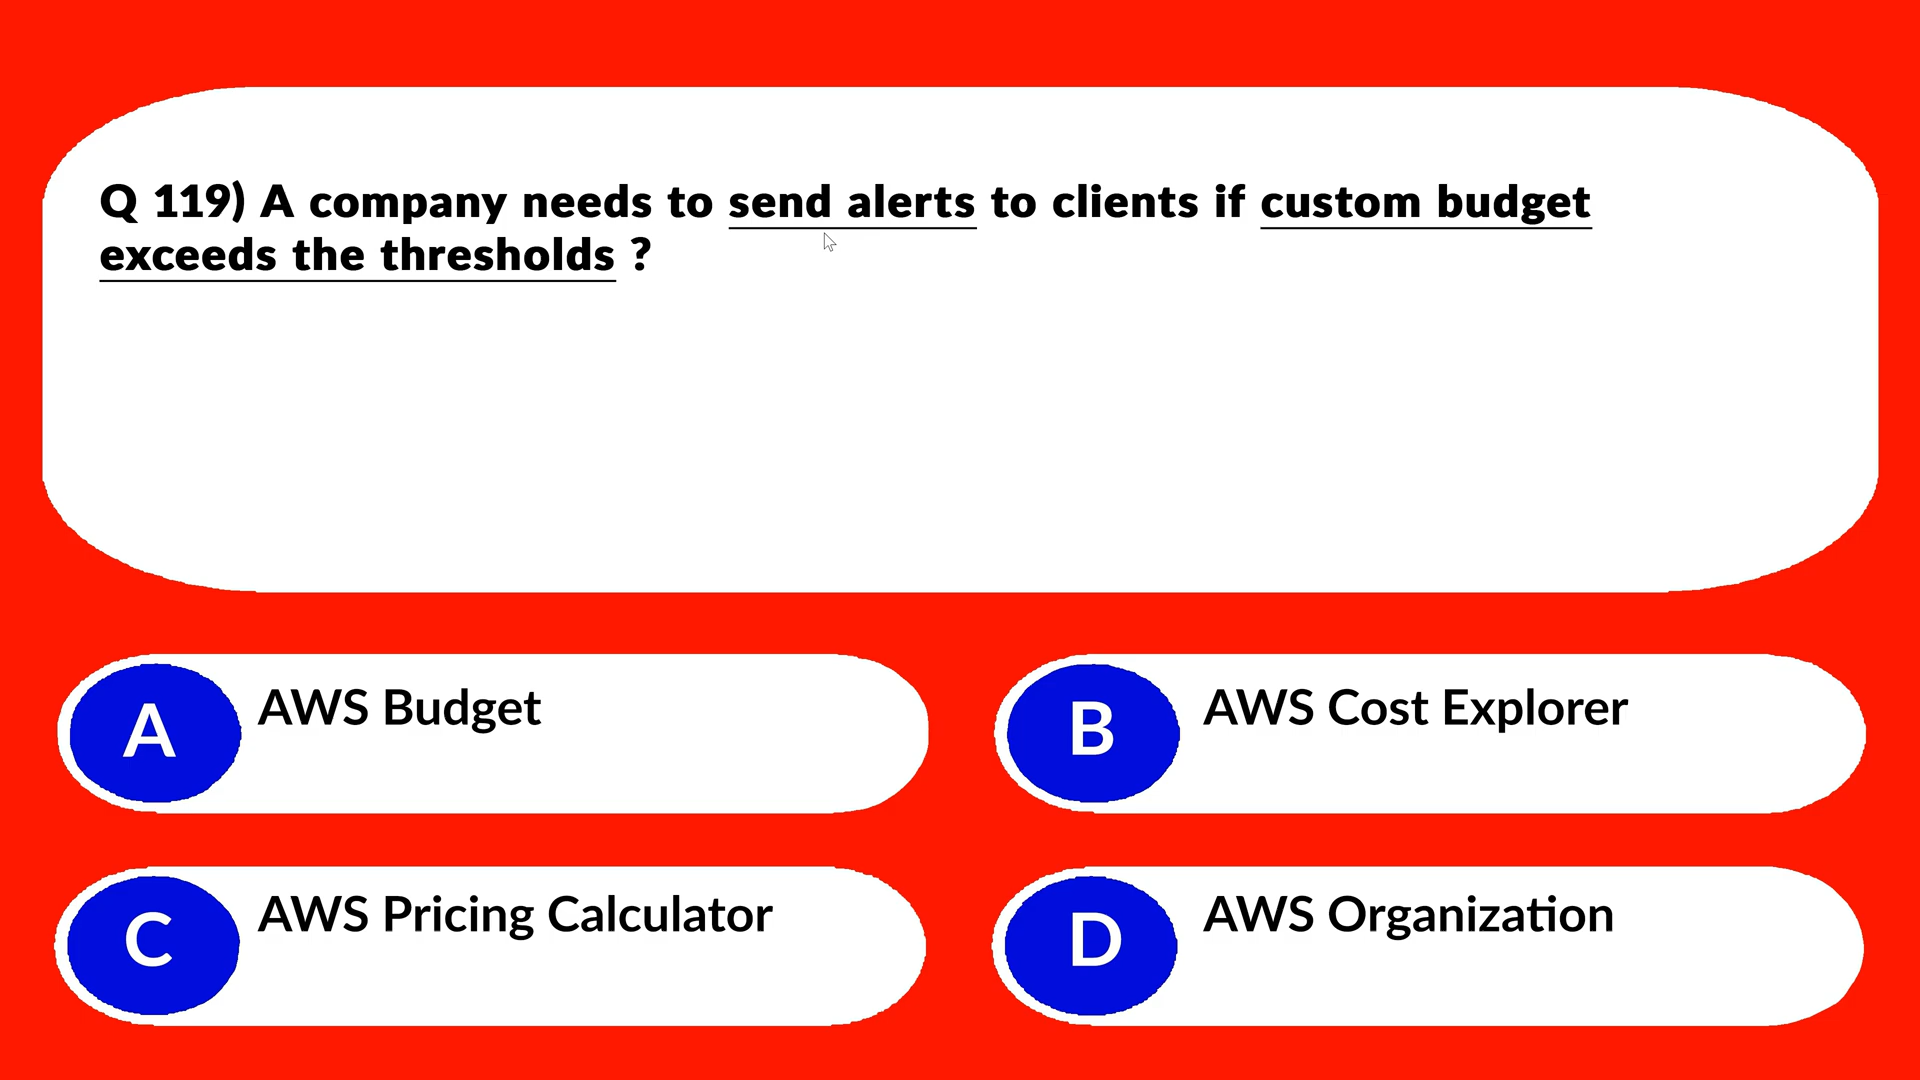 Q 119) A company needs to send alerts to clients if custom budget
exceeds the thresholds ?
A
AWS Budget
B
AWS Cost Explorer
C
AWS Pricing Calculator
D
AWS Organization